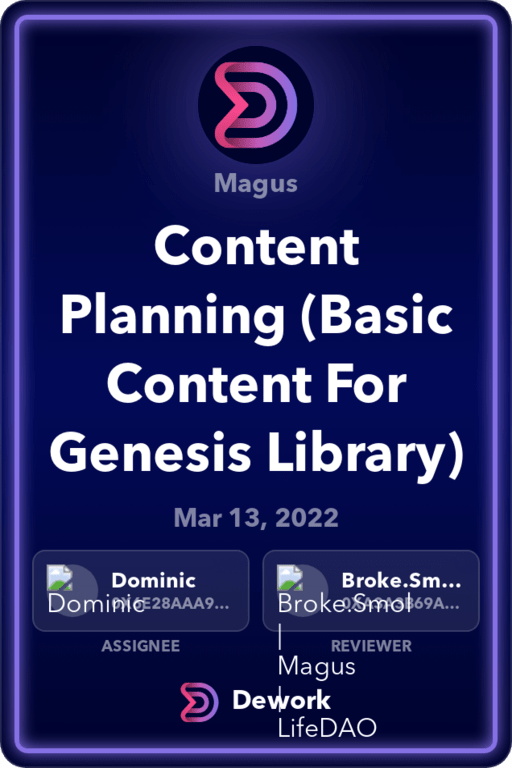 Magus
Content
Planning (Basic
Content For
Genesis Library)
Mar 13, 2022
Dominic
Dominic
ASSIGNEE
Broke.Sm...
Broke.Smol
|
Magus
|
LifeDAO
REVIEWER
Dework